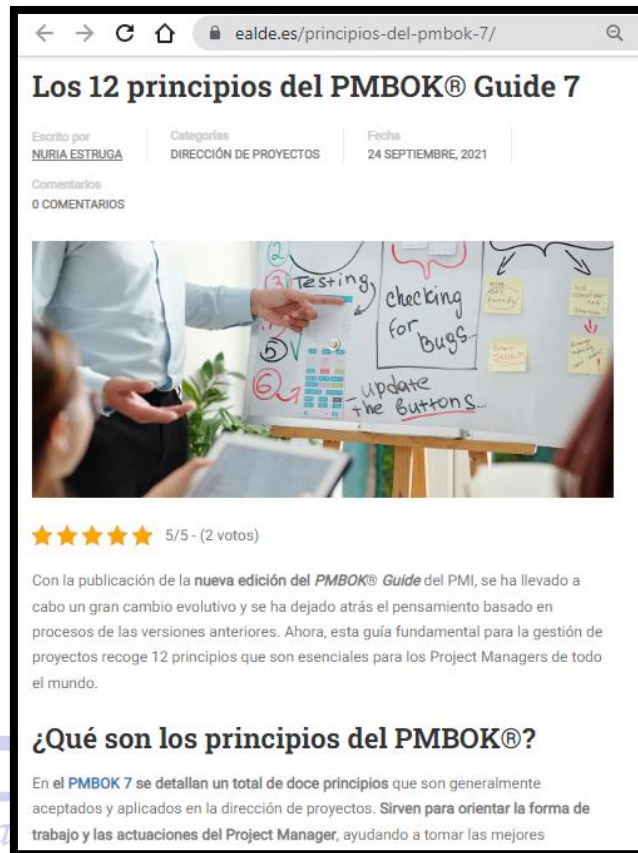 ealde.es/principios-del-pmbok-7/
Los 12 principios del PMBOK® Guide 7
Escrito por
NURIA ESTRUGA
Categorías
DIRECCIÓN DE PROYECTOS
Fecha
24 SEPTIEMBRE, 2021
Comentarios
0 COMENTARIOS
2
3 Testing
5
6
checking
for
Bugs...
update
the Buttons...
5/5 - (2 votos)
Con la publicación de la nueva edición del PMBOK® Guide del PMI, se ha llevado a
cabo un gran cambio evolutivo y se ha dejado atrás el pensamiento basado en
procesos de las versiones anteriores. Ahora, esta guía fundamental para la gestión de
proyectos recoge 12 principios que son esenciales para los Project Managers de todo
el mundo.
¿Qué son los principios del PMBOK®?
En el PMBOK 7 se detallan un total de doce principios que son generalmente
aceptados y aplicados en la dirección de proyectos. Sirven para orientar la forma de
trabajo y las actuaciones del Project Manager, ayudando a tomar las mejores